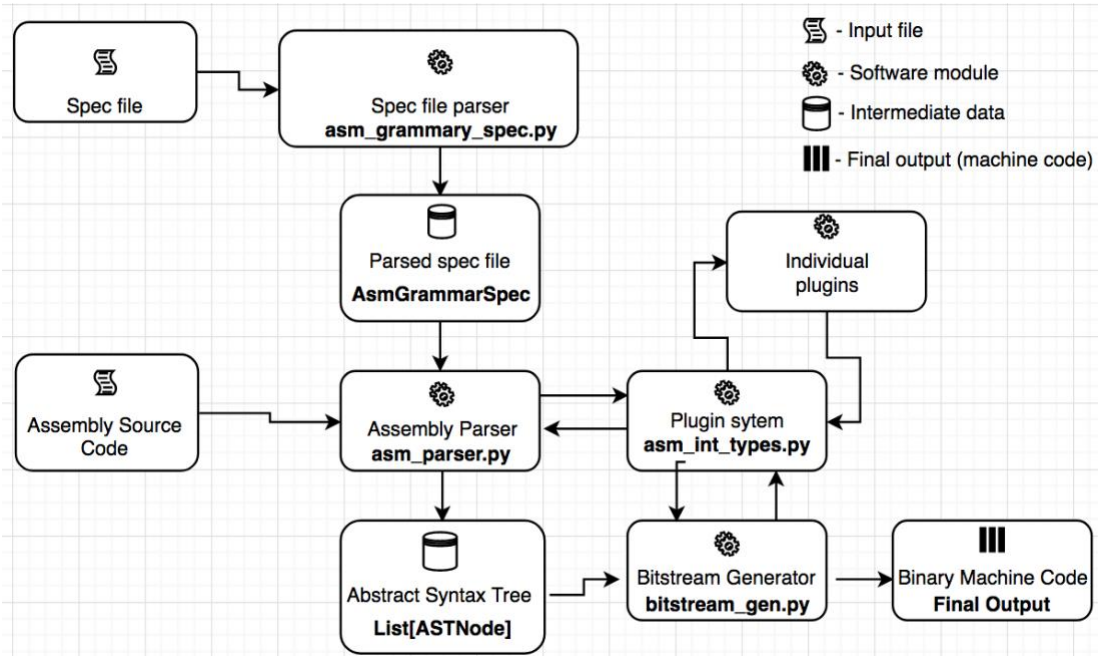 Spec file
Spec file parser
asm_grammary_spec.py
- Input file
- Software module
- Intermediate data
- Final output (machine code)
Parsed spec file
AsmGrammarSpec
Individual
plugins
Assembly Source
Code
Assembly Parser
asm_parser.py
Plugin sytem
asm_int_types.py
Abstract Syntax Tree
List[ASTNode]
Bitstream Generator
bitstream_gen.py
Binary Machine Code
Final Output